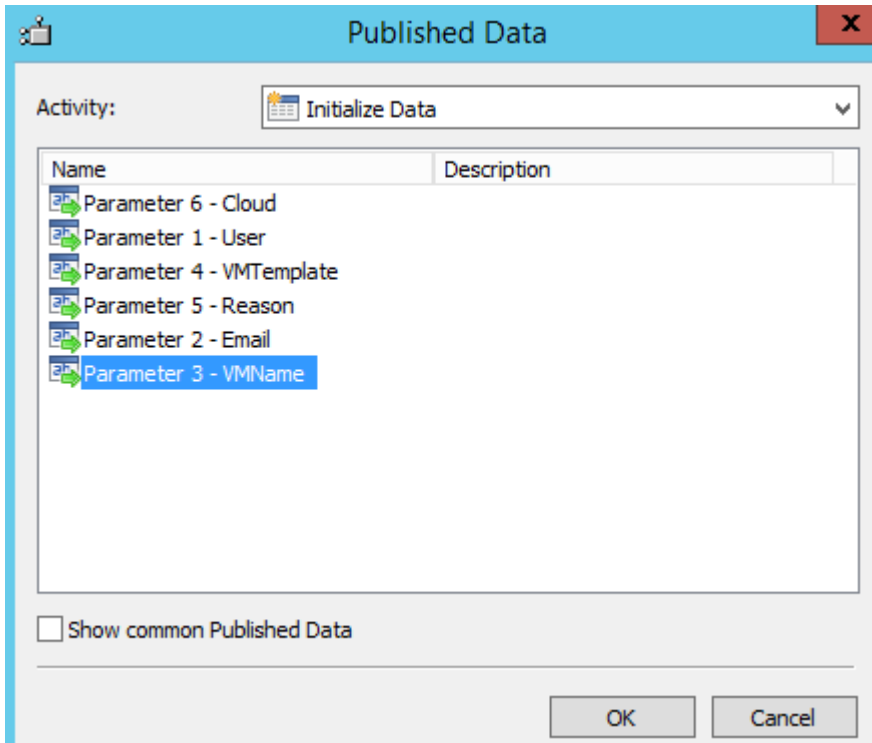 Published Data
x
Activity: Initialize Data
Name Description
Parameter 6 - Cloud
Parameter 1 - User
Parameter 4 - VMTemplate
Parameter 5 - Reason
Parameter 2 - Email
Parameter 3 - VMName
Show common Published Data
OK Cancel